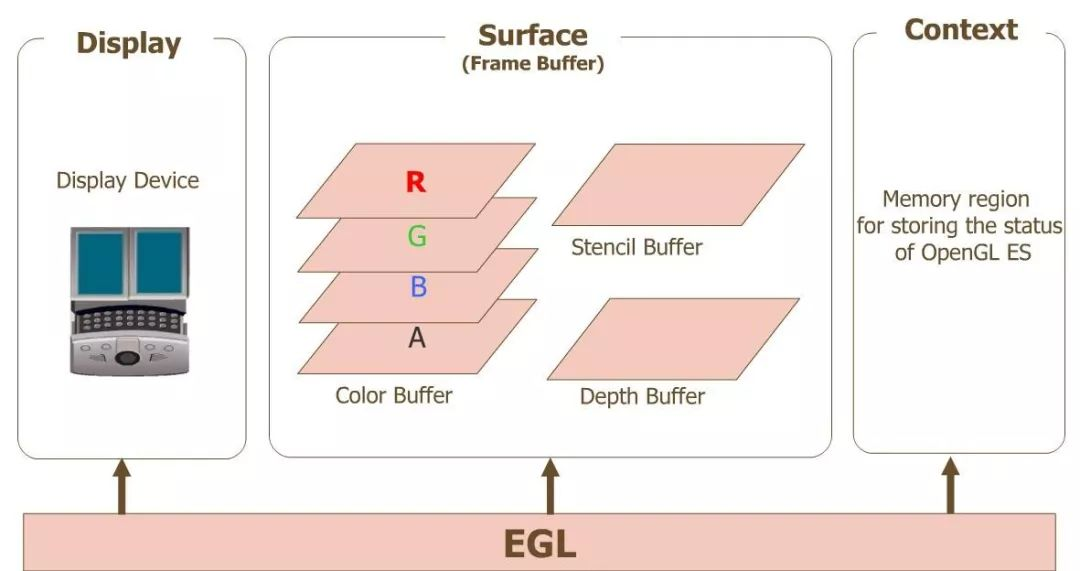 Display
Display Device
Surface
(Frame Buffer)
R
G
B
A
Color Buffer
Stencil Buffer
Depth Buffer
Context
Memory region
for storing the status
of OpenGL ES
EGL